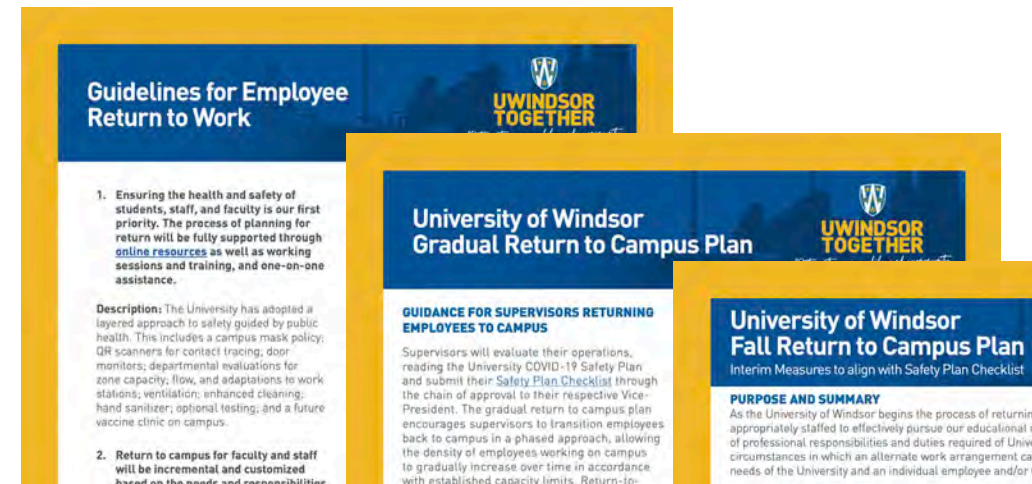 Guidelines for Employee
Return to Work
UWINDSOR
TOGETHER
1. Ensuring the health and safety of
students, staff, and faculty is our first
priority. The process of planning for
return will be fully supported through
online resources as well as working
sessions and training, and one-on-one
assistance.
Description: The University has adopted a
layered approach to safety guided by public
health. This includes a campus mask policy;
QR scanners for contact tracing; door
monitors; departmental evaluations for
zone capacity; flow, and adaptations to work
stations; ventilation; enhanced cleaning;
hand sanitizer; optional testing; and a future
vaccine clinic on campus.
2. Return to campus for faculty and staff
will be incremental and customized
based on the needs and responsibilities
University of Windsor
Gradual Return to Campus Plan
UWINDSOR
TOGETHER
GUIDANCE FOR SUPERVISORS RETURNING
EMPLOYEES TO CAMPUS
Supervisors will evaluate their operations,
reading the University COVID-19 Safety Plan
and submit their Safety Plan Checklist through
the chain of approval to their respective Vice-
President. The gradual return to campus plan
encourages supervisors to transition employees
back to campus in a phased approach, allowing
the density of employees working on campus
to gradually increase over time in accordance
with established capacity limits. Return-to-
University of Windsor
Fall Return to Campus Plan
Interim Measures to align with Safety Plan Checklist
PURPOSE AND SUMMARY
As the University of Windsor begins the process of returnin
appropriately staffed to effectively pursue our educational
of professional responsibilities and duties required of Unive
circumstances in which an alternate work arrangement ca
needs of the University and an individual employee and/or